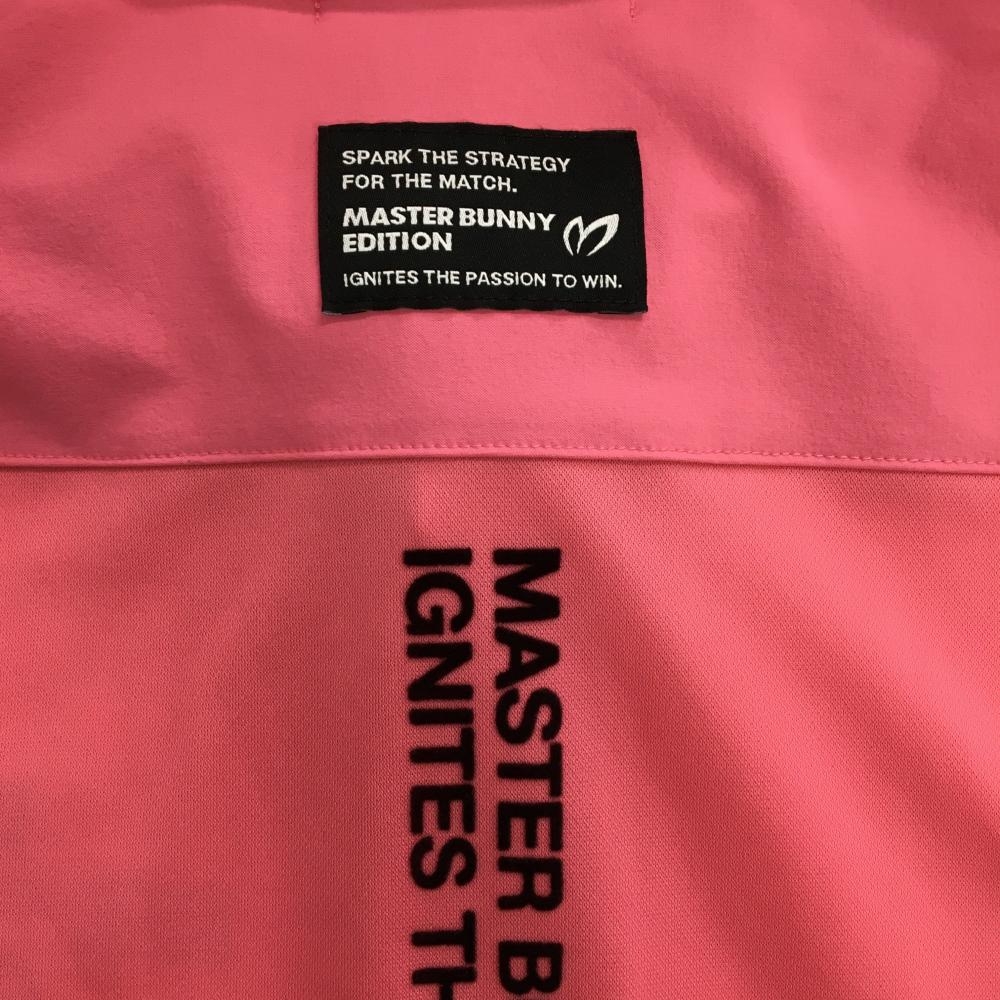 SPARK THE STRATEGY
FOR THE MATCH.
MASTER BUNNY
EDITION
IGNITES THE PASSION TO WIN.
MASTER B
IGNITES TH